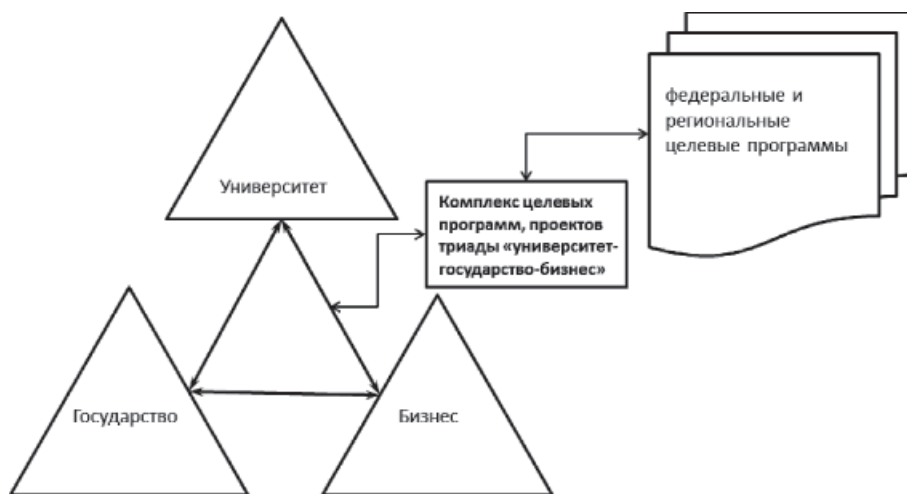 Университет
Государство
Бизнес
Комплекс целевых
программ, проектов
триады «университет-
государство-бизнес»
федеральные и
региональные
целевые программы